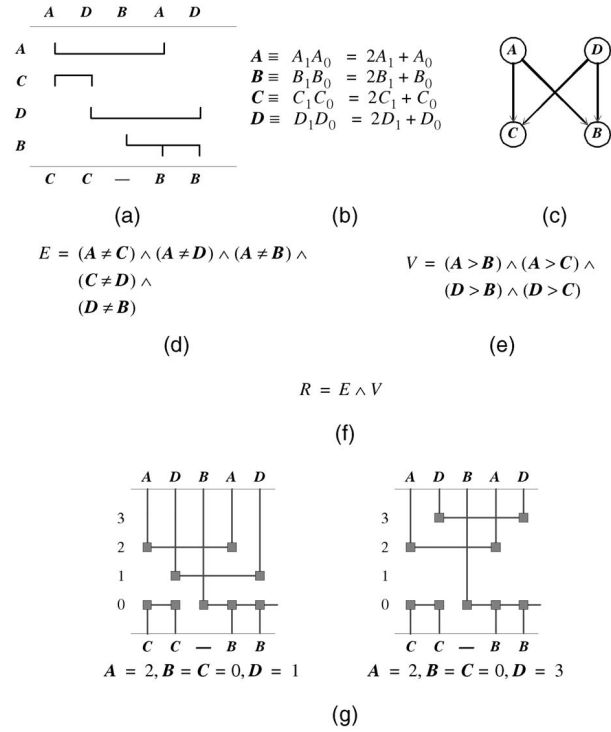 A D B A D
A
C
D
B
C C — B B
(a)
A ≡ A₁A₀ = 2A₁ + A₀
B ≡ B₁B₀ = 2B₁ + B₀
C ≡ C₁C₀ = 2C₁ + C₀
D ≡ D₁D₀ = 2D₁ + D₀
(b)
A D
C B
(c)
E = (A ≠ C) ∧ (A ≠ D) ∧ (A ≠ B) ∧
(C ≠ D) ∧
(D ≠ B)
(d)
V = (A > B) ∧ (A > C) ∧
(D > B) ∧ (D > C)
(e)
R = E ∧ V
(f)
A D B A D
3
2
1
0
C C — B B
A = 2, B = C = 0, D = 1
A D B A D
3
2
1
0
C C — B B
A = 2, B = C = 0, D = 3
(g)